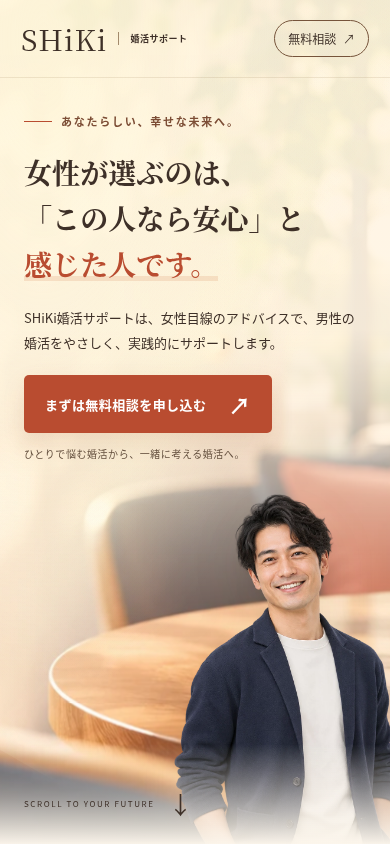 SHiKi
婚活サポート
無料相談 ↗
あなたらしい、幸せな未来へ。
女性が選ぶのは、
「この人なら安心」と
感じた人です。
SHiKi婚活サポートは、女性目線のアドバイスで、男性の
婚活をやさしく、実践的にサポートします。
まずは無料相談を申し込む ↗
ひとりで悩む婚活から、一緒に考える婚活へ。
SCROLL TO YOUR FUTURE ↓